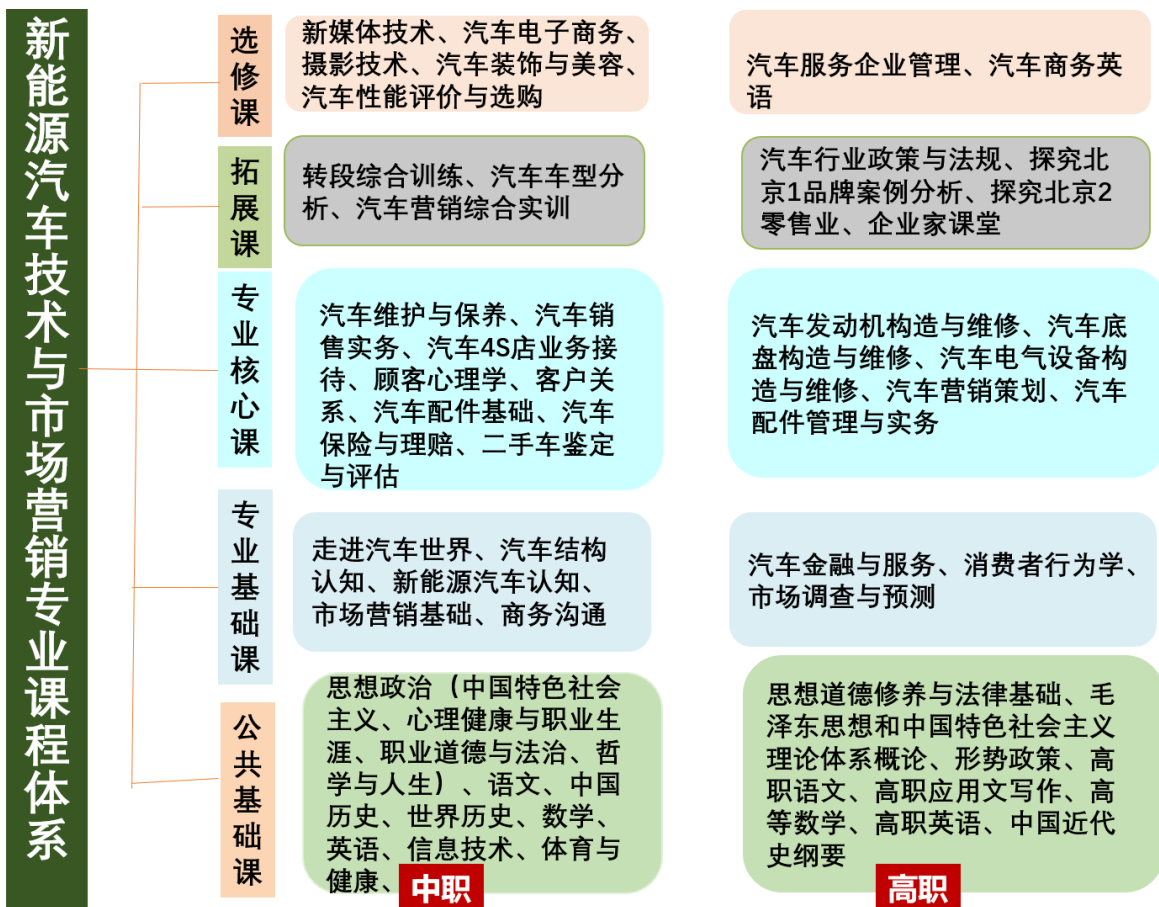 新能源汽车技术与市场营销专业课程体系
选修课
新媒体技术、汽车电子商务、
摄影技术、汽车装饰与美容、
汽车性能评价与选购
汽车服务企业管理、汽车商务英
语
拓展课
转段综合训练、汽车车型分
析、汽车营销综合实训
汽车行业政策与法规、探究北
京1品牌案例分析、探究北京2
零售业、企业家课堂
专业核心课
汽车维护与保养、汽车销
售实务、汽车4S店业务接
待、顾客心理学、客户关
系、汽车配件基础、汽车
保险与理赔、二手车鉴定
与评估
汽车发动机构造与维修、汽车底
盘构造与维修、汽车电气设备构
造与维修、汽车营销策划、汽车
配件管理与实务
专业基础课
走进汽车世界、汽车结构
认知、新能源汽车认知、
市场营销基础、商务沟通
汽车金融与服务、消费者行为学、
市场调查与预测
公共基础课
思想政治（中国特色社会
主义、心理健康与职业生
涯、职业道德与法治、哲
学与人生）、语文、中国
历史、世界历史、数学、
英语、信息技术、体育与
健康、
中职
思想道德修养与法律基础、毛
泽东思想和中国特色社会主义
理论体系概论、形势政策、高
职语文、高职应用文写作、高
等数学、高职英语、中国近代
史纲要
高职